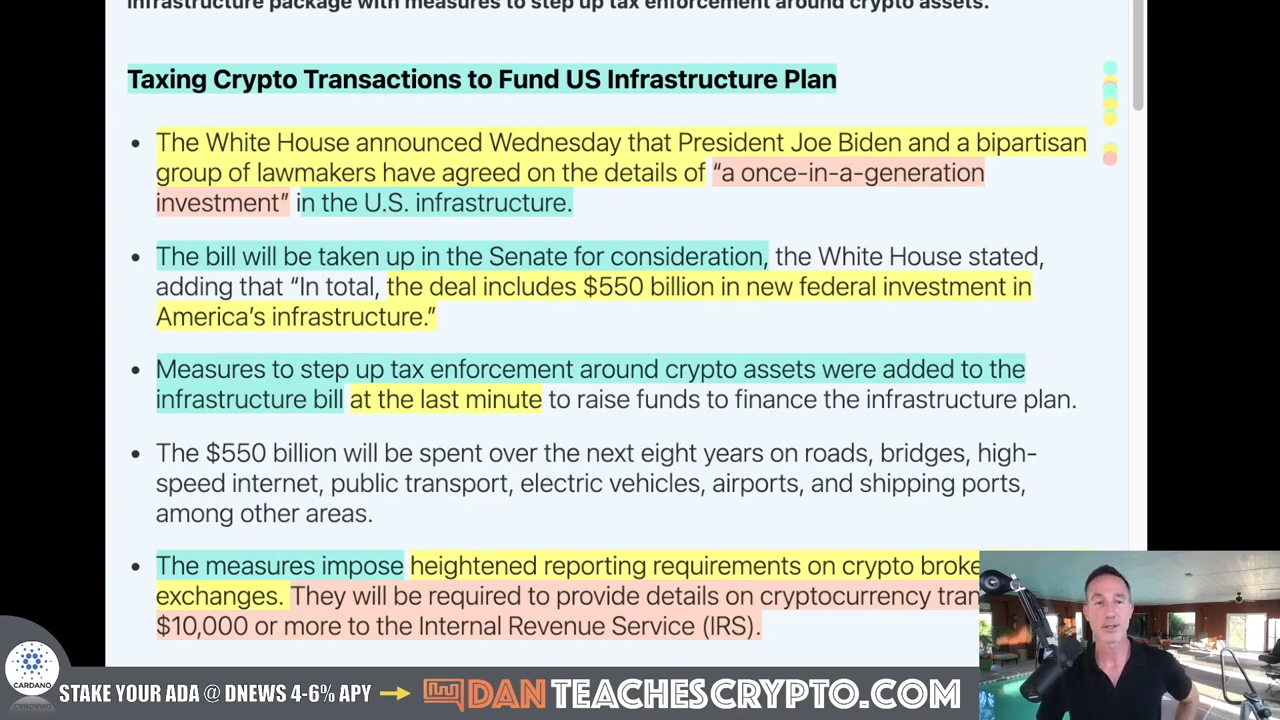 infrastructure package with measures to step up tax enforcement around crypto assets.
Taxing Crypto Transactions to Fund US Infrastructure Plan
• The White House announced Wednesday that President Joe Biden and a bipartisan
group of lawmakers have agreed on the details of “a once-in-a-generation
investment” in the U.S. infrastructure.
• The bill will be taken up in the Senate for consideration, the White House stated,
adding that “In total, the deal includes $550 billion in new federal investment in
America’s infrastructure.”
• Measures to step up tax enforcement around crypto assets were added to the
infrastructure bill at the last minute to raise funds to finance the infrastructure plan.
• The $550 billion will be spent over the next eight years on roads, bridges, high-
speed internet, public transport, electric vehicles, airports, and shipping ports,
among other areas.
• The measures impose heightened reporting requirements on crypto broke
exchanges. They will be required to provide details on cryptocurrency tran
$10,000 or more to the Internal Revenue Service (IRS).
CARDANO
STAKE YOUR ADA @ DNEWS 4-6% APY
DAN TEACHESCRYPTO.COM